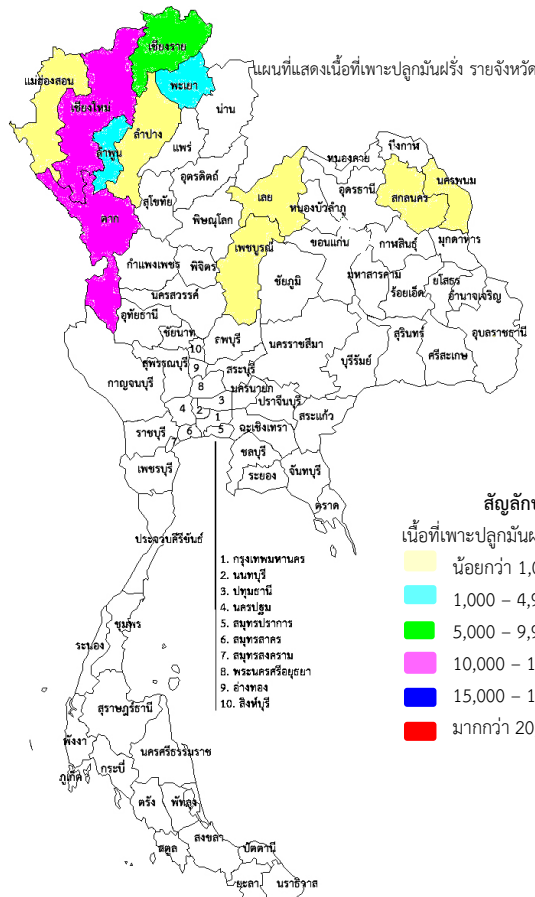 เชียงราย
แผนที่แสดงเนื้อที่เพาะปลูกมันฝรั่ง รายจังหวัด
แม่ฮ่องสอน
พะเยา
เชียงใหม่
น่าน
ลำปาง
ลำพูน
แพร่
บึงกาฬ
หนองคาย
อุตรดิตถ์
เลย
อุดรธานี
นครพนม
สกลนคร
สุโขทัย
หนองบัวลำภู
ตาก
พิษณุโลก
เพชบูรณ์
ขอนแก่น
กาฬสินธุ์
มุกดาหาร
กำแพงเพชร
พิจิตร
ชัยภูมิ
มหาสารคาม
ร้อยเอ็ด
ยโสธร
อำนาจเจริญ
นครสวรรค์
อุทัยธานี
ชัยนาท
ลพบุรี
นครราชสีมา
สุรินทร์
อุบลราชธานี
10
สุพรรณบุรี
9
สระบุรี
บุรีรัมย์
ศรีสะเกษ
กาญจนบุรี
8
นครนายก
3
ปราจีนบุรี
4
2
1
สระแก้ว
ราชบุรี
6
5
ฉะเชิงเทรา
7
ชลบุรี
เพชรบุรี
ระยอง
จันทบุรี
ตราด
ประจวบคีรีขันธ์
1. กรุงเทพมหานคร
2. นนทบุรี
3. ปทุมธานี
4. นครปฐม
5. สมุทรปราการ
6. สมุทรสาคร
7. สมุทรสงคราม
8. พระนครศรีอยุธยา
9. อ่างทอง
10. สิงห์บุรี
สัญลักษ
เนื้อที่เพาะปลูกมันฝ
น้อยกว่า 1,0
1,000 – 4,9
5,000 – 9,9
10,000 – 1
15,000 – 1
มากกว่า 20
ชุมพร
ระนอง
สุราษฎร์ธานี
พังงา
นครศรีธรรมราช
ภูเก็ต
กระบี่
ตรัง
พัทลุง
สงขลา
สตูล
ปัตตานี
ยะลา
นราธิวาส